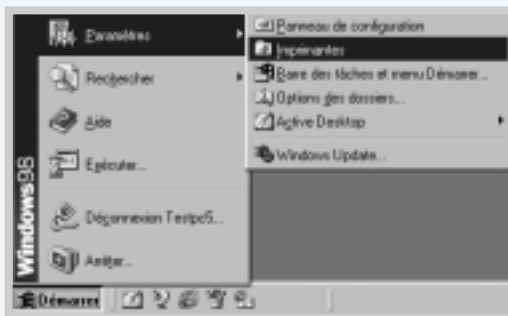 Paramètres
Rechercher
Aide
Exécuter...
Déconnexion Testpc5...
Arrêter...
Windows98
Démarrer
Panneau de configuration
Imprimantes
Barre des tâches et menu Démarrer...
Options des dossiers...
Active Desktop
Windows Update...